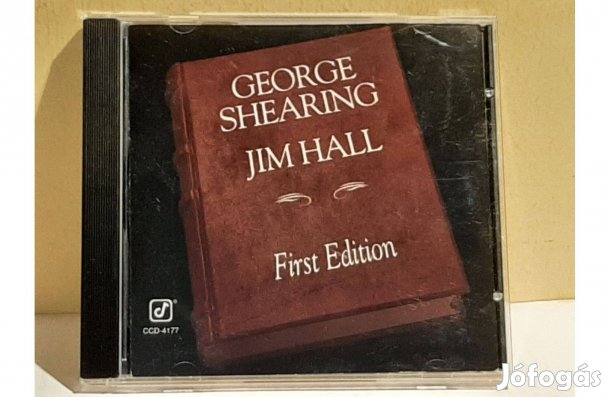 GEORGE
SHEARING
JIM HALL
First Edition
®
CCD-4177
Jófogás